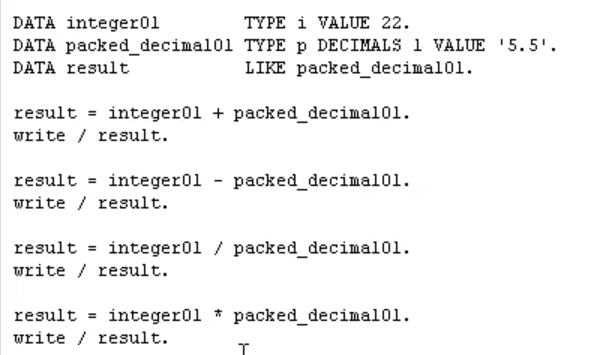 DATA integer01 TYPE i VALUE 22.
DATA packed_decimal01 TYPE p DECIMALS 1 VALUE '5.5'.
DATA result LIKE packed_decimal01.
result = integer01 + packed_decimal01.
write / result.
result = integer01 - packed_decimal01.
write / result.
result = integer01 / packed_decimal01.
write / result.
result = integer01 * packed_decimal01.
write / result.